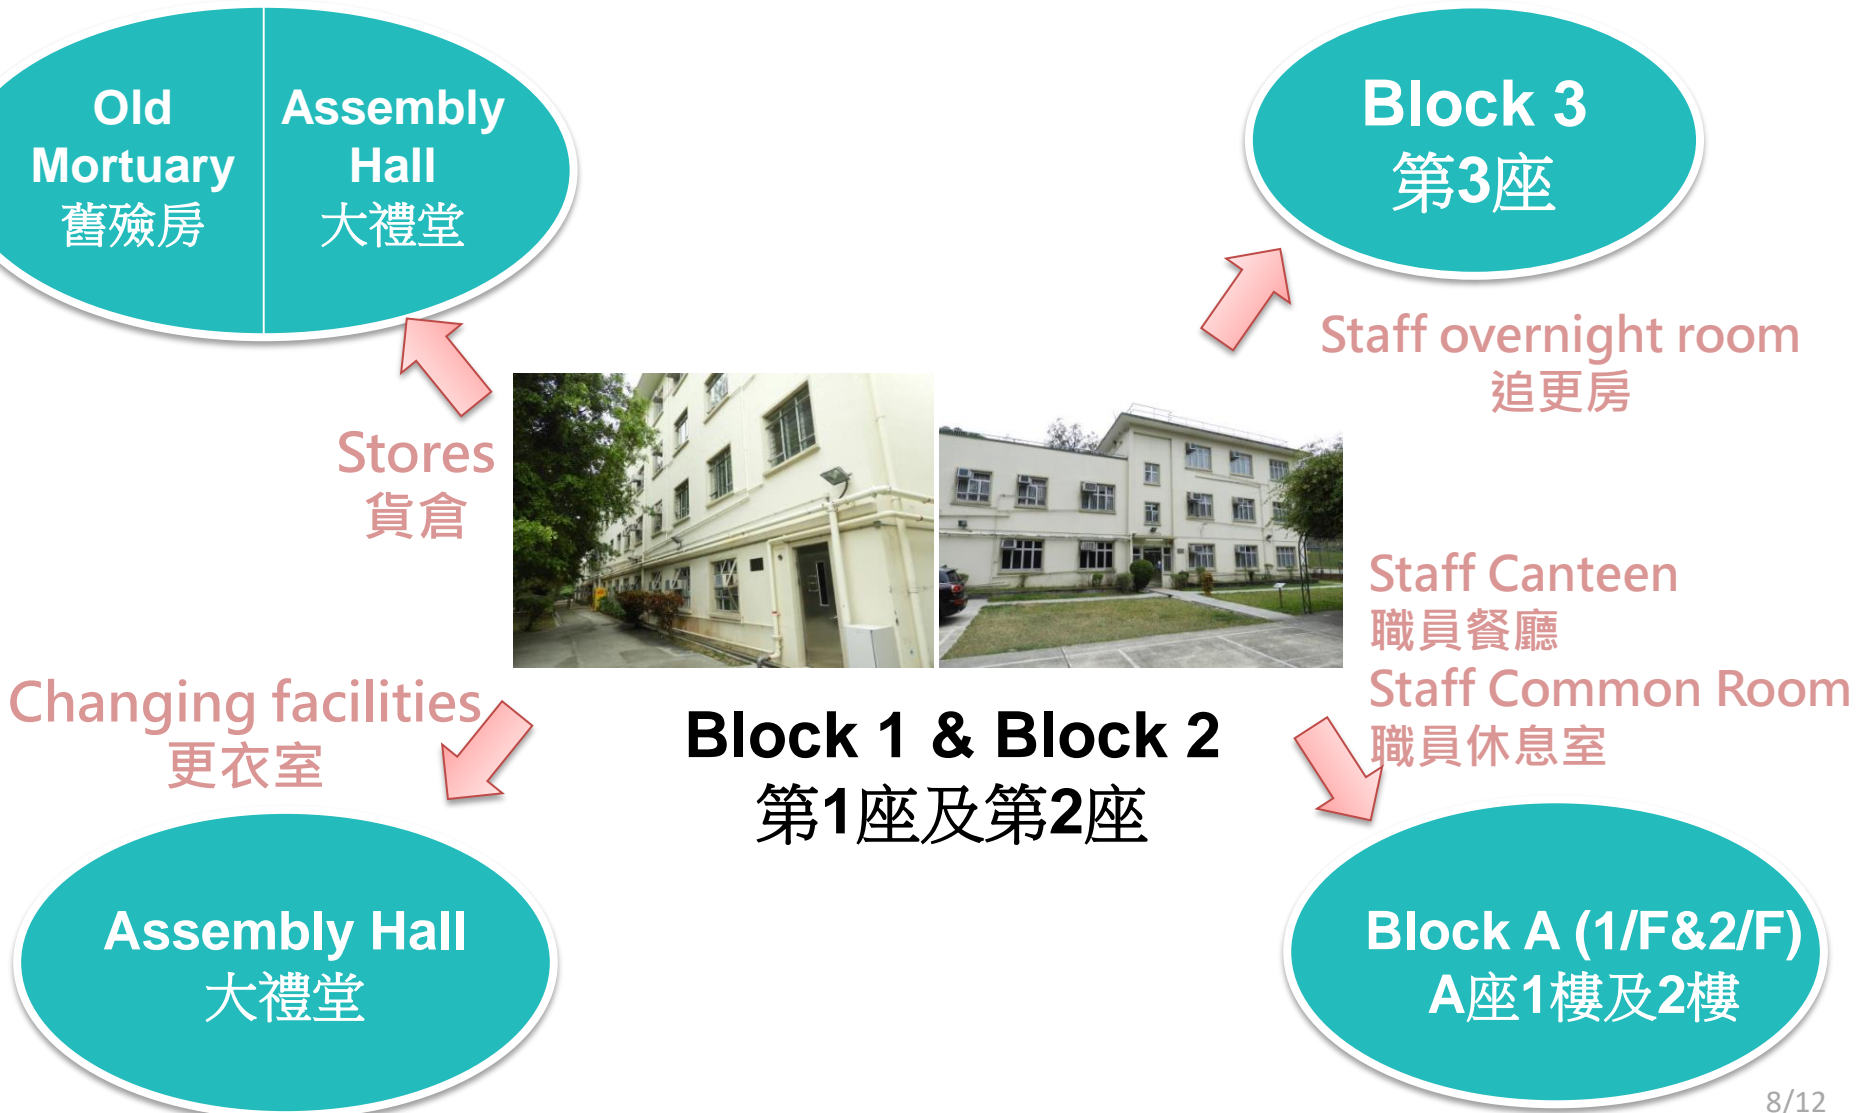 Old
Mortuary
舊殮房
Assembly
Hall
大禮堂
Block 3
第3座
Stores
貨倉
Staff overnight room
追更房
Changing facilities
更衣室
Staff Canteen
職員餐廳
Staff Common Room
職員休息室
Block 1 & Block 2
第1座及第2座
Assembly Hall
大禮堂
Block A (1/F&2/F)
A座1樓及2樓
8/12